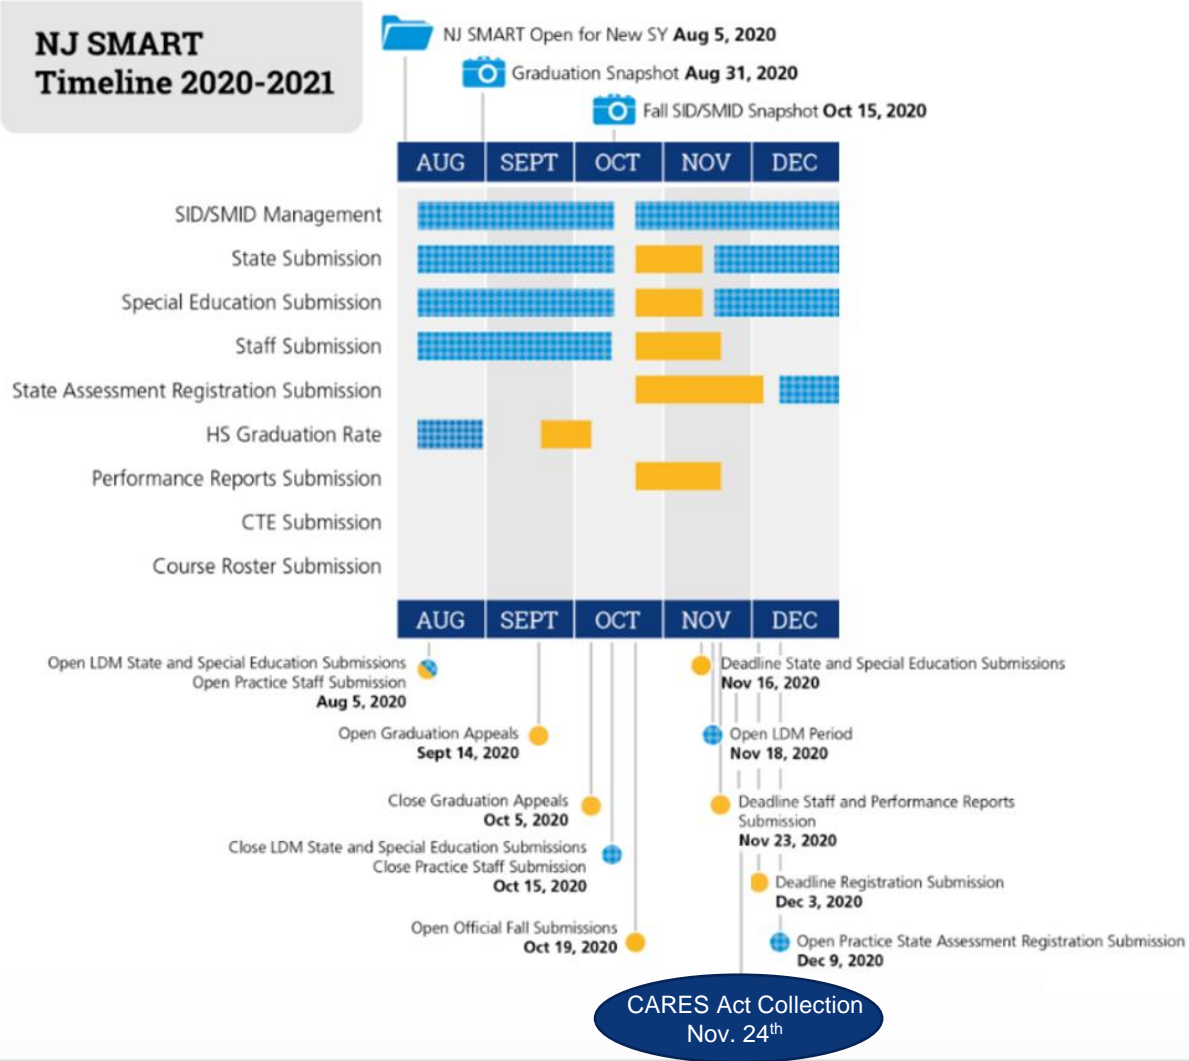 NJ SMART
Timeline 2020-2021
NJ SMART Open for New SY Aug 5, 2020
Graduation Snapshot Aug 31, 2020
Fall SID/SMID Snapshot Oct 15, 2020
AUG SEPT OCT NOV DEC
SID/SMID Management
State Submission
Special Education Submission
Staff Submission
State Assessment Registration Submission
HS Graduation Rate
Performance Reports Submission
CTE Submission
Course Roster Submission
AUG SEPT OCT NOV DEC
Open LDM State and Special Education Submissions
Open Practice Staff Submission
Aug 5, 2020
Open Graduation Appeals
Sept 14, 2020
Close Graduation Appeals
Oct 5, 2020
Close LDM State and Special Education Submissions
Close Practice Staff Submission
Oct 15, 2020
Open Official Fall Submissions
Oct 19, 2020
Deadline State and Special Education Submissions
Nov 16, 2020
Open LDM Period
Nov 18, 2020
Deadline Staff and Performance Reports
Submission
Nov 23, 2020
Deadline Registration Submission
Dec 3, 2020
Open Practice State Assessment Registration Submission
Dec 9, 2020
CARES Act Collection
Nov. 24th